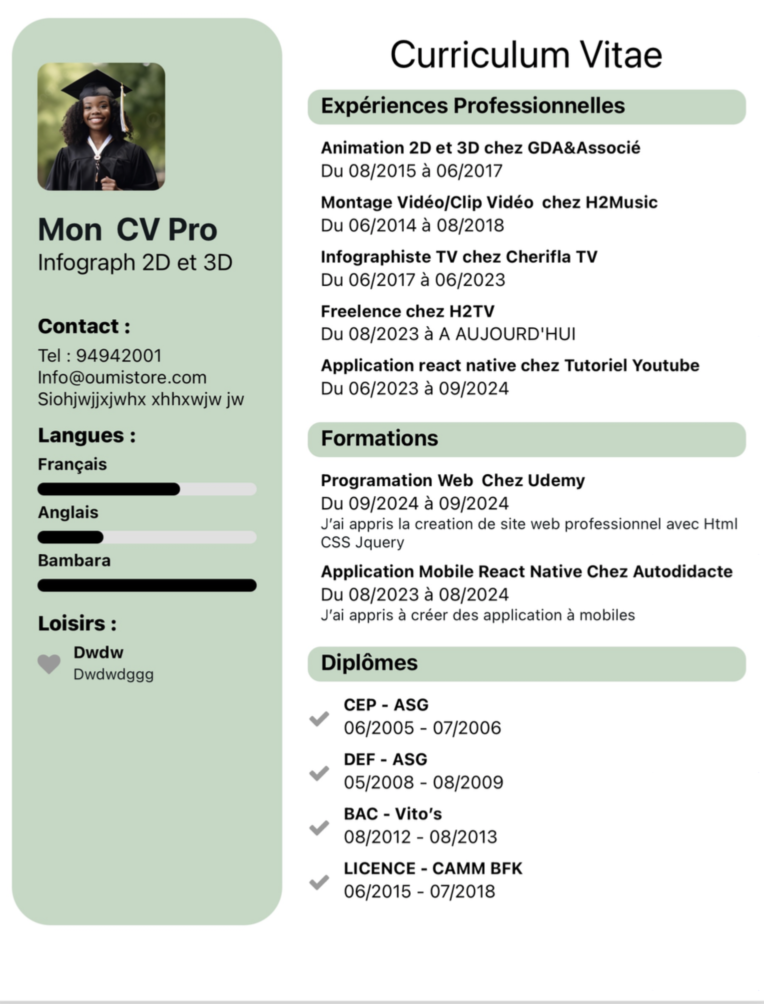 Mon CV Pro
Infograph 2D et 3D
Contact :
Tel : 94942001
Info@oumistore.com
Siohjwjjxjwhx xhhxwjw jw
Langues :
Français
Anglais
Bambara
Loisirs :
Dwdw
Dwdwdggg
Curriculum Vitae
Expériences Professionnelles
Animation 2D et 3D chez GDA&Associé
Du 08/2015 à 06/2017
Montage Vidéo/Clip Vidéo chez H2Music
Du 06/2014 à 08/2018
Infographiste TV chez Cherifla TV
Du 06/2017 à 06/2023
Freelence chez H2TV
Du 08/2023 à A AUJOURD'HUI
Application react native chez Tutoriel Youtube
Du 06/2023 à 09/2024
Formations
Programation Web Chez Udemy
Du 09/2024 à 09/2024
J’ai appris la creation de site web professionnel avec Html
CSS Jquery
Application Mobile React Native Chez Autodidacte
Du 08/2023 à 08/2024
J’ai appris à créer des application à mobiles
Diplômes
CEP - ASG
06/2005 - 07/2006
DEF - ASG
05/2008 - 08/2009
BAC - Vito’s
08/2012 - 08/2013
LICENCE - CAMM BFK
06/2015 - 07/2018